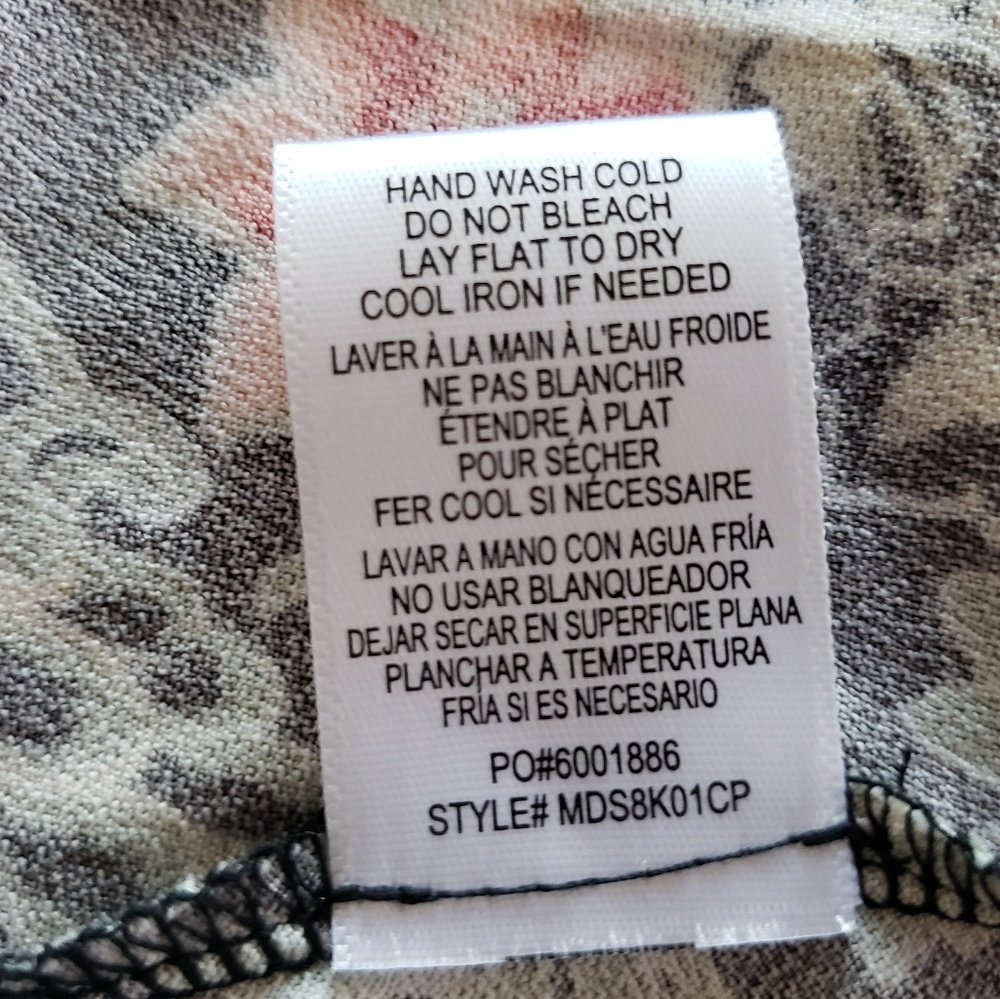 HAND WASH COLD
DO NOT BLEACH
LAY FLAT TO DRY
COOL IRON IF NEEDED
LAVER À LA MAIN À L'EAU FROIDE
NE PAS BLANCHIR
ÉTENDRE À PLAT
POUR SÉCHER
FER COOL SI NÉCESSAIRE
LAVAR A MANO CON AGUA FRÍA
NO USAR BLANQUEADOR
DEJAR SECAR EN SUPERFICIE PLANA
PLANCHAR A TEMPERATURA
FRÍA SI ES NECESARIO
PO#6001886
STYLE# MDS8K01CP